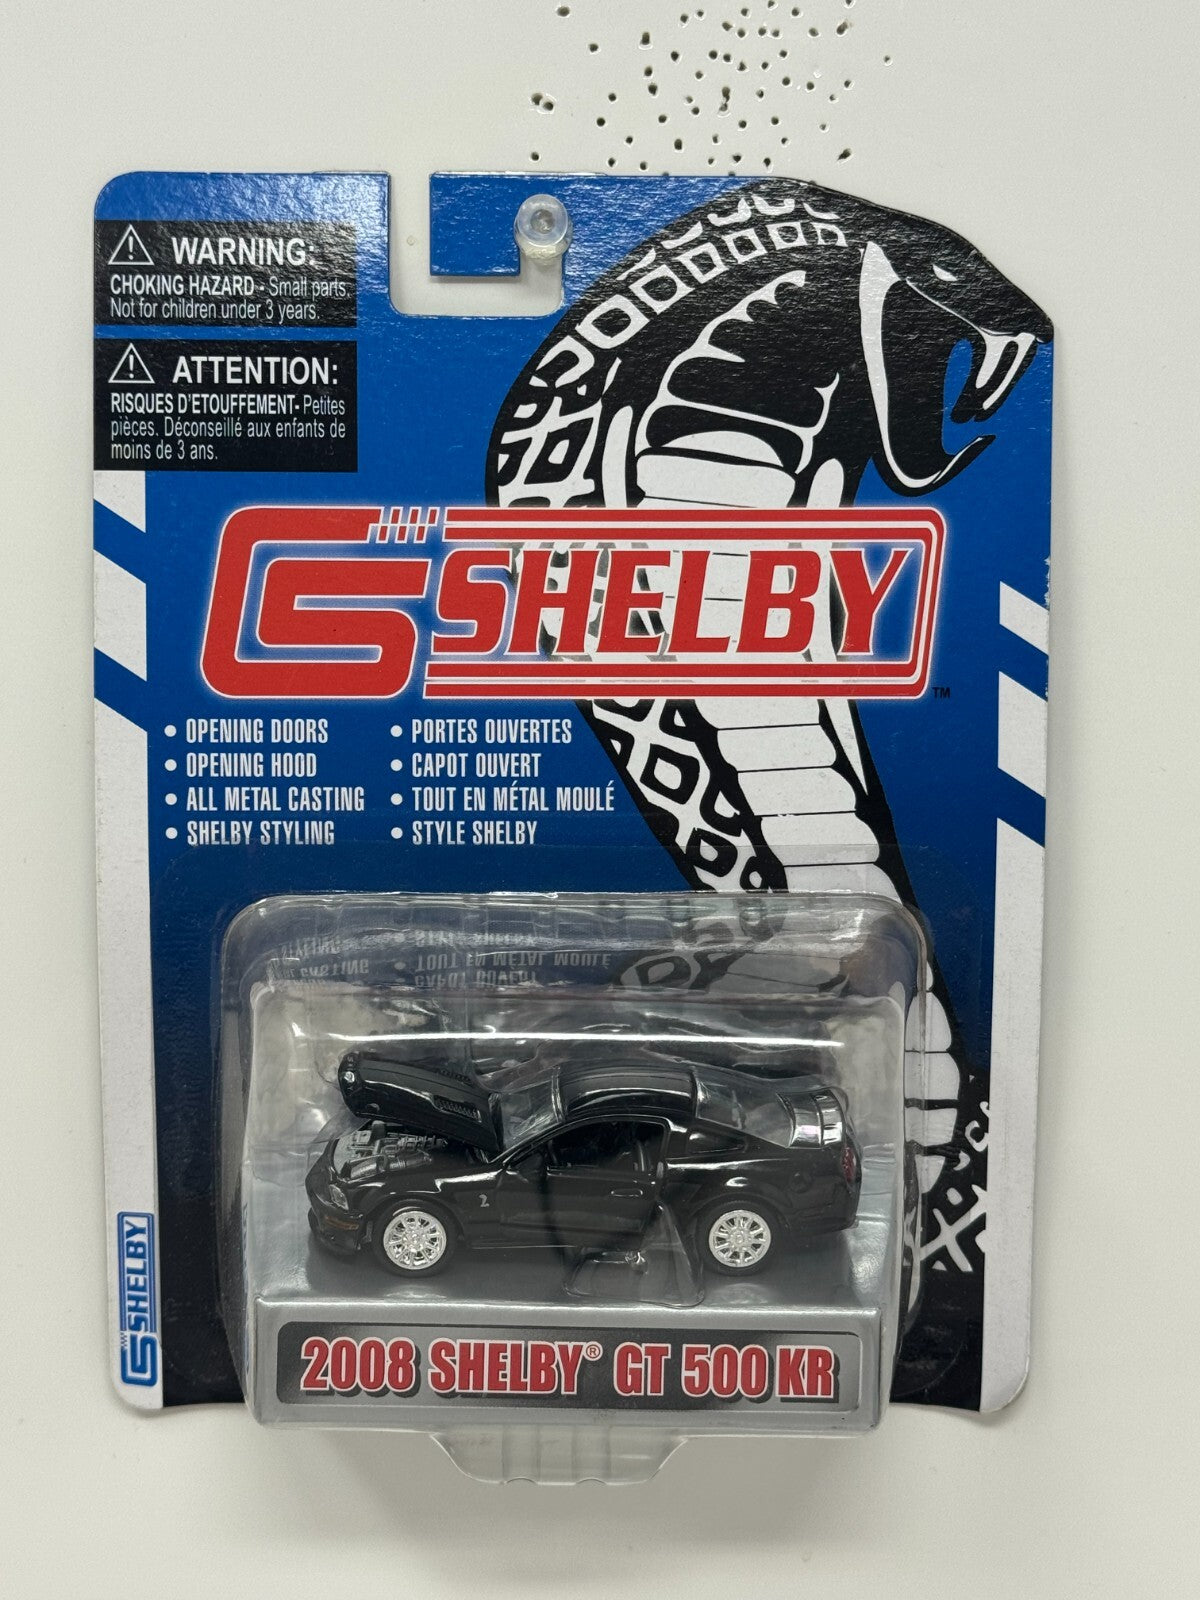 WARNING:
CHOKING HAZARD - Small parts.
Not for children under 3 years.
ATTENTION:
RISQUES D'ETOUFFEMENT- Petites
pièces. Déconseillé aux enfants de
moins de 3 ans.
SHELBY™
• OPENING DOORS
• OPENING HOOD
• ALL METAL CASTING
• SHELBY STYLING
• PORTES OUVERTES
• CAPOT OUVERT
• TOUT EN MÉTAL MOULÉ
• STYLE SHELBY
SHELBY
2008 SHELBY® GT 500 KR